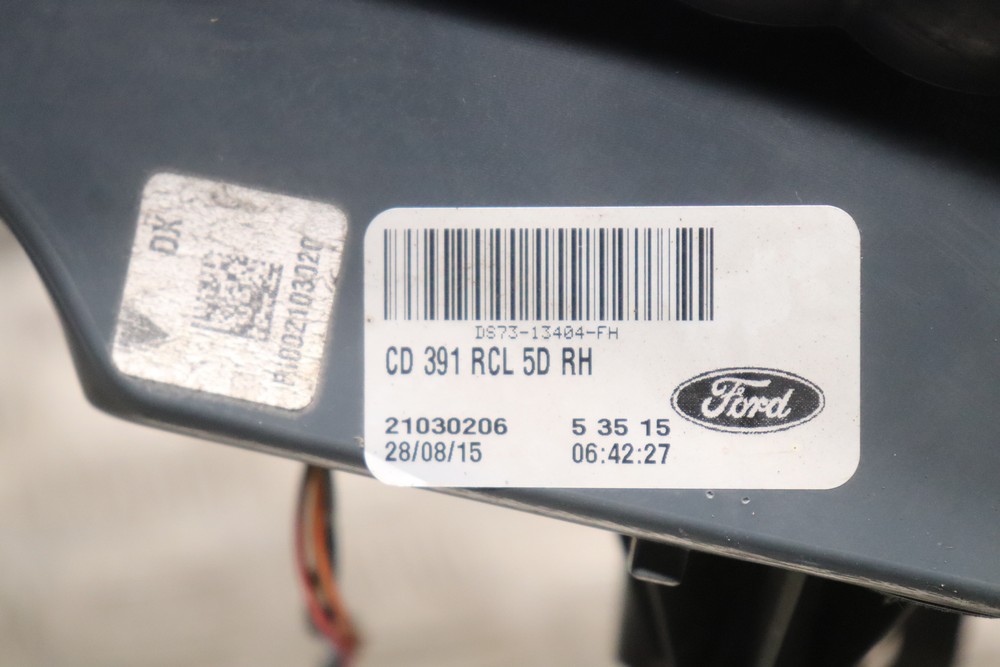 DK
DS73-13404-FH
CD 391 RCL 5D RH
Ford
21030206 5 35 15
28/08/15 06:42:27